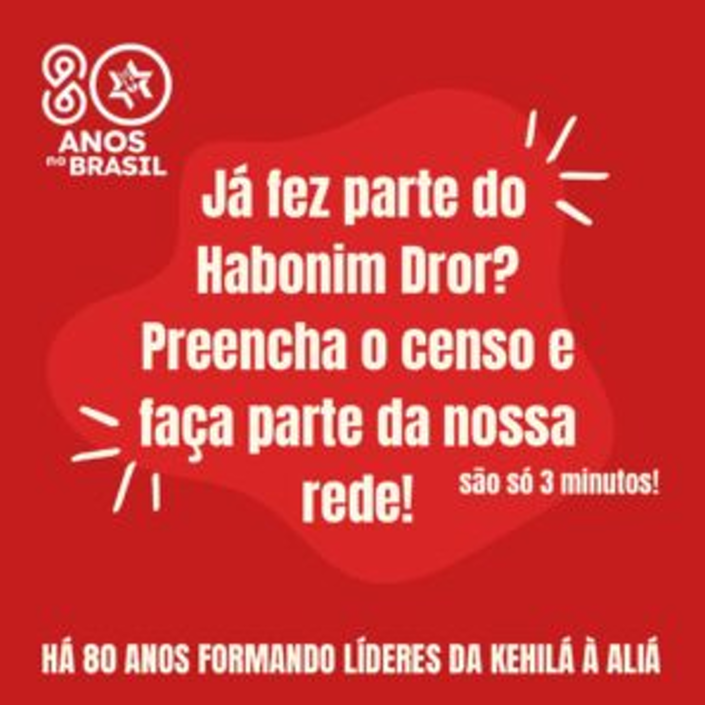 80
ANOS
no BRASIL
Já fez parte do
Habonim Dror?
Preencha o censo e
faça parte da nossa
rede!
são só 3 minutos!
HÁ 80 ANOS FORMANDO LÍDERES DA KEHILÁ À ALIÁ